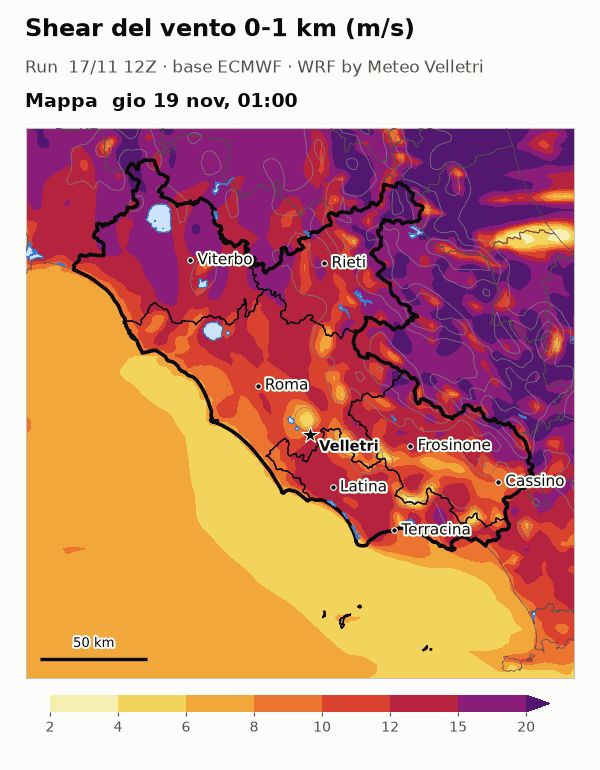 Shear del vento 0-1 km (m/s)
Run 17/11 12Z · base ECMWF · WRF by Meteo Velletri
Mappa gio 19 nov, 01:00
Viterbo
Rieti
Roma
Velletri
Frosinone
Cassino
Latina
Terracina
50 km
2 4 6 8 10 12 15 20